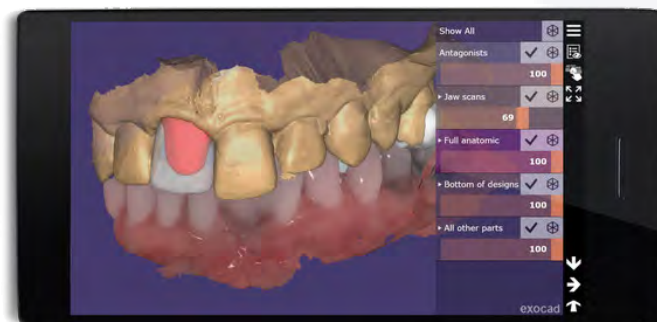 Show All
Antagonists
100
Jaw scans
69
Full anatomic
100
Bottom of designs
100
All other parts
100
exocad